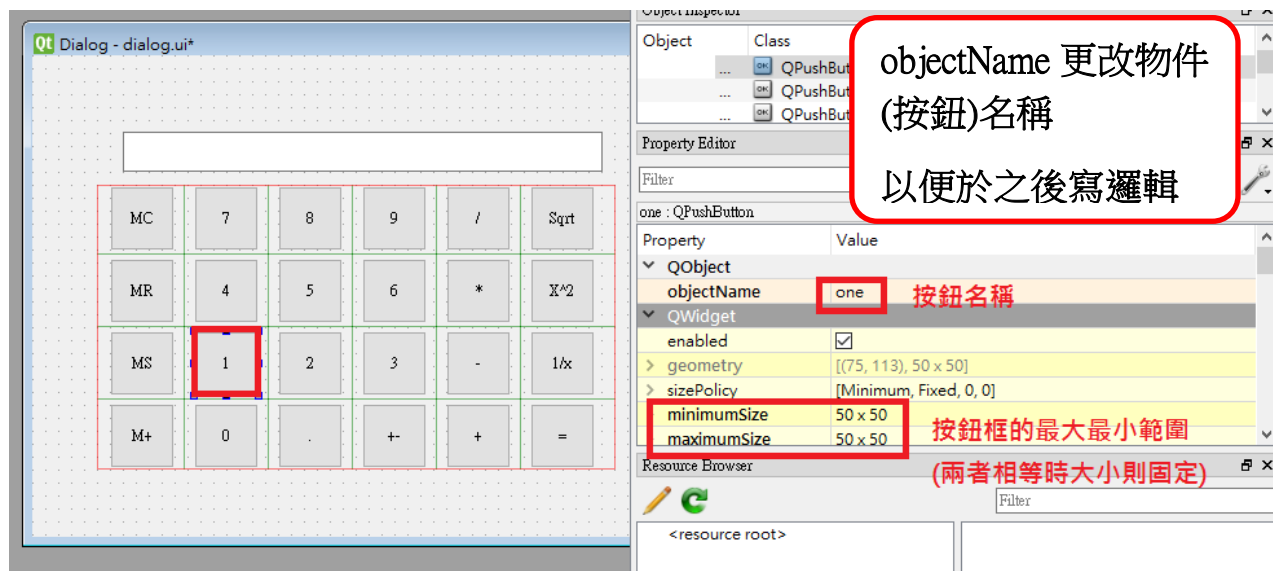 Object Inspector
Dialog - dialog.ui*
MC 7 8 9 / Sqrt
MR 4 5 6 * X^2
MS 1 2 3 - 1/x
M+ 0 . +- + =
Object Class
... QPushBut
... QPushBut
... QPushBut
objectName 更改物件
(按鈕)名稱
以便於之後寫邏輯
Property Editor
Filter
one : QPushButton
Property Value
QObject
objectName one 按鈕名稱
QWidget
enabled
geometry [(75, 113), 50 x 50]
sizePolicy [Minimum, Fixed, 0, 0]
minimumSize 50 x 50
maximumSize 50 x 50
按鈕框的最大最小範圍
(兩者相等時大小則固定)
Resource Browser
Filter
<resource root>